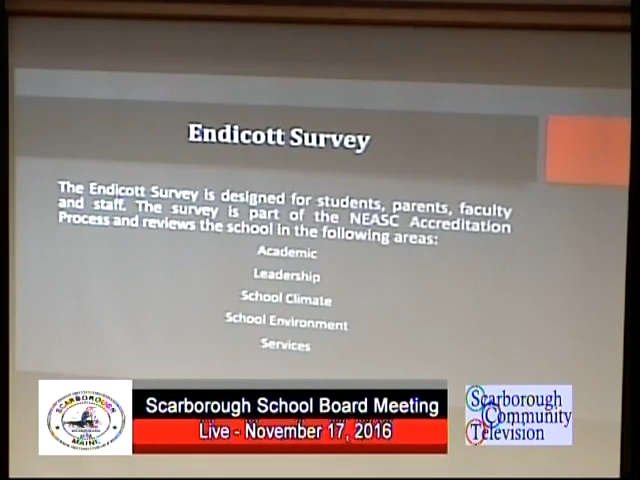 Endicott Survey
The Endicott Survey is designed for students, parents, faculty
and staff. The survey is part of the NEASC Accreditation
Process and reviews the school in the following areas:
Academic
Leadership
School Climate
School Environment
Services
SCARBOROUGH
MAINE
Scarborough School Board Meeting
Live - November 17, 2016
Scarborough
Community
Television